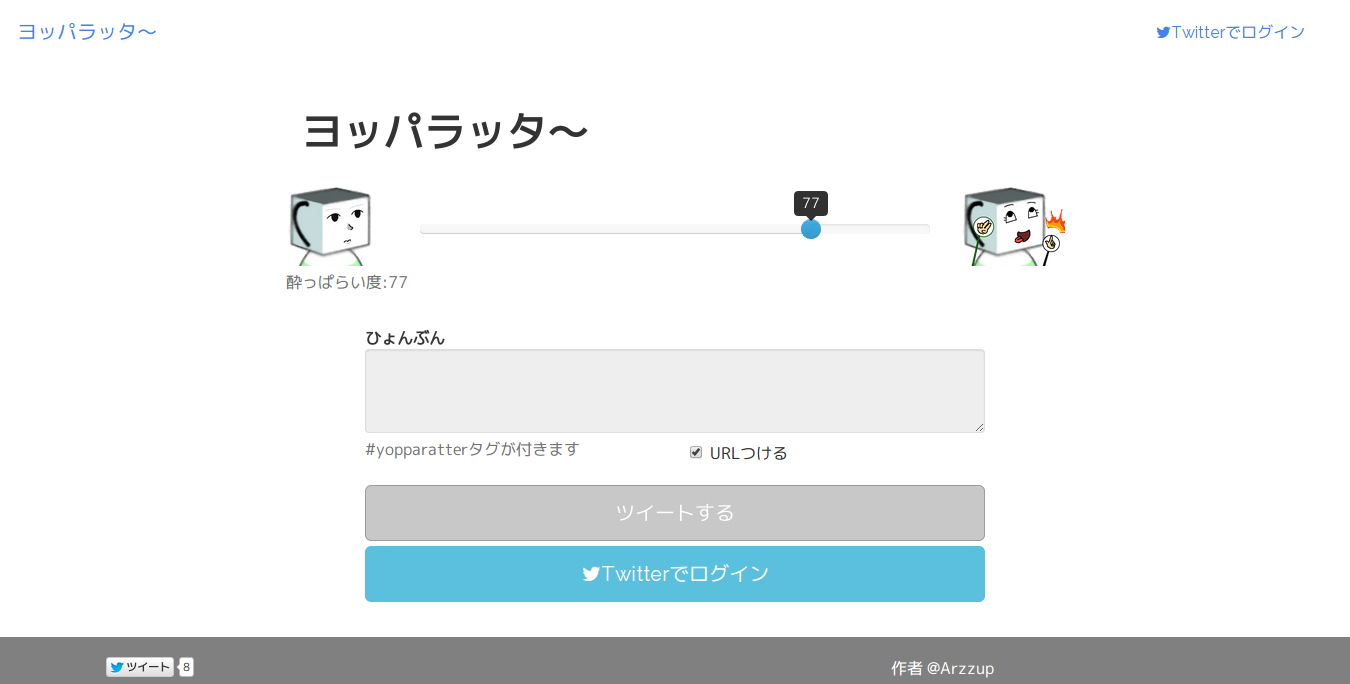 ヨッパラッタ〜
Twitterでログイン
ヨッパラッタ〜
77
酔っぱらい度:77
ひょんぶん
#yopparatterタグが付きます
URLつける
ツイートする
Twitterでログイン
ツイート 8
作者 @Arzzup